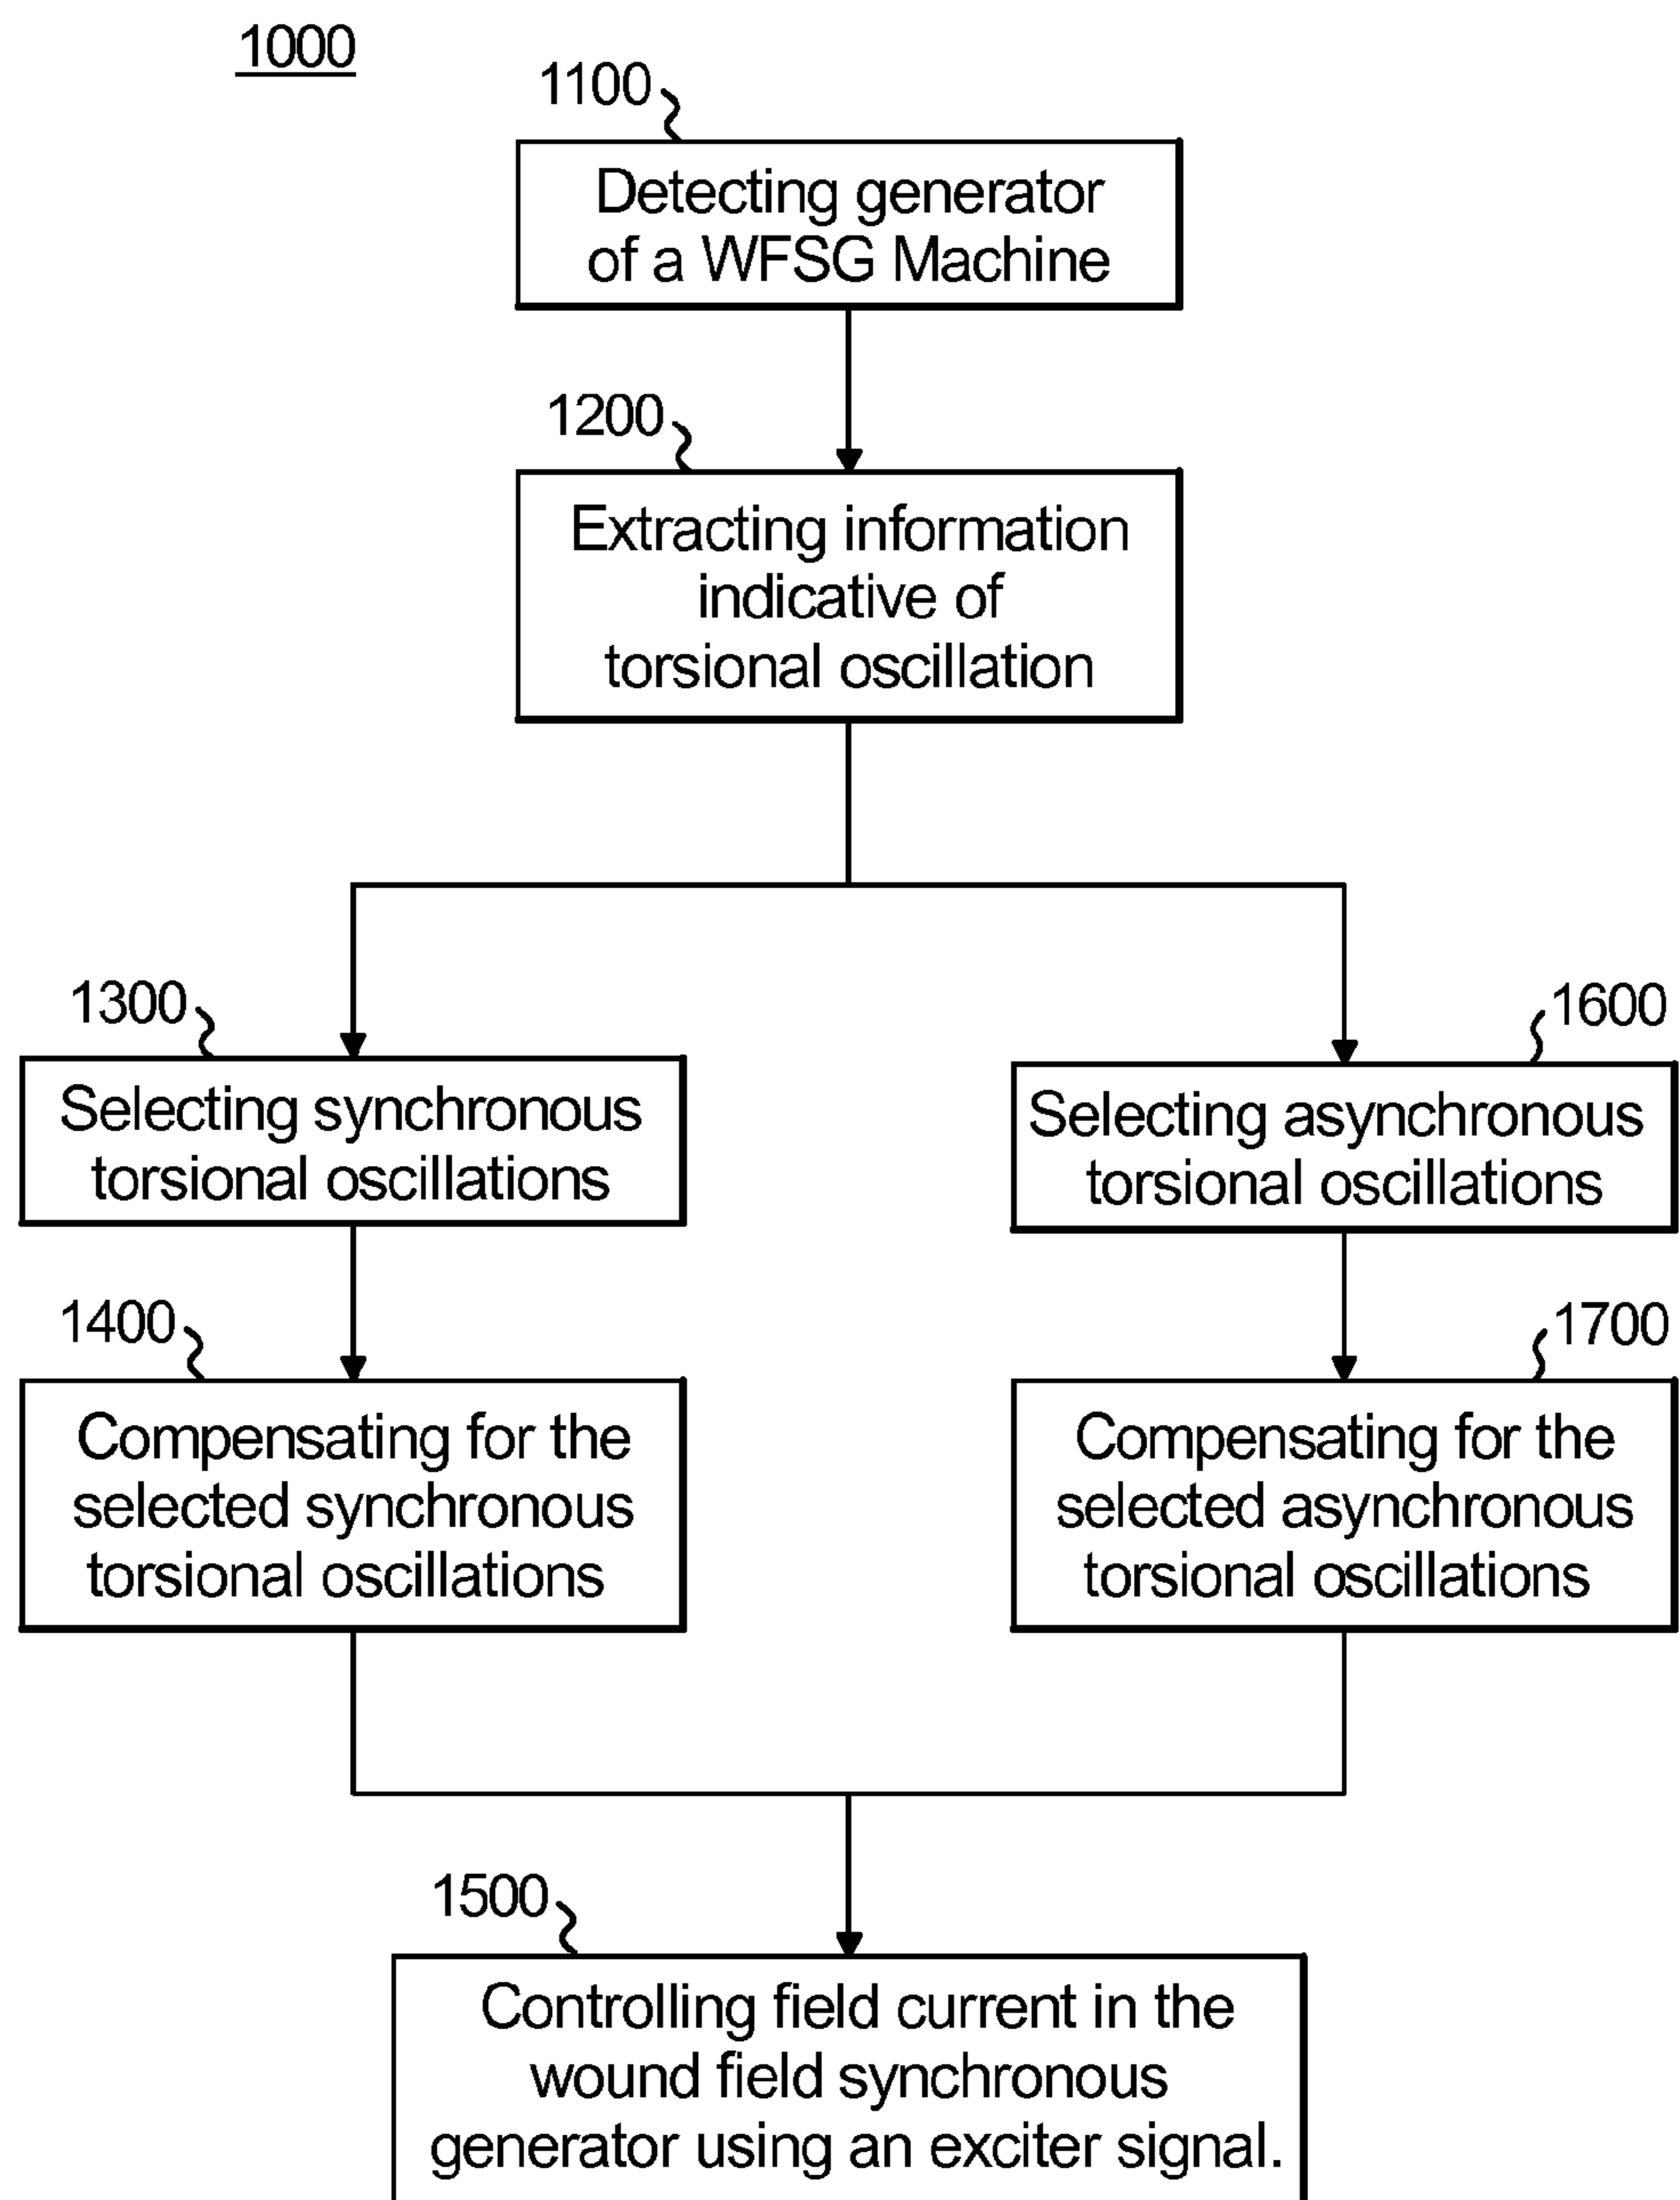 1000
1100
Detecting generator
of a WFSG Machine
1200
Extracting information
indicative of
torsional oscillation
1300
Selecting synchronous
torsional oscillations
1400
Compensating for the
selected synchronous
torsional oscillations
1600
Selecting asynchronous
torsional oscillations
1700
Compensating for the
selected asynchronous
torsional oscillations
1500
Controlling field current in the
wound field synchronous
generator using an exciter signal.